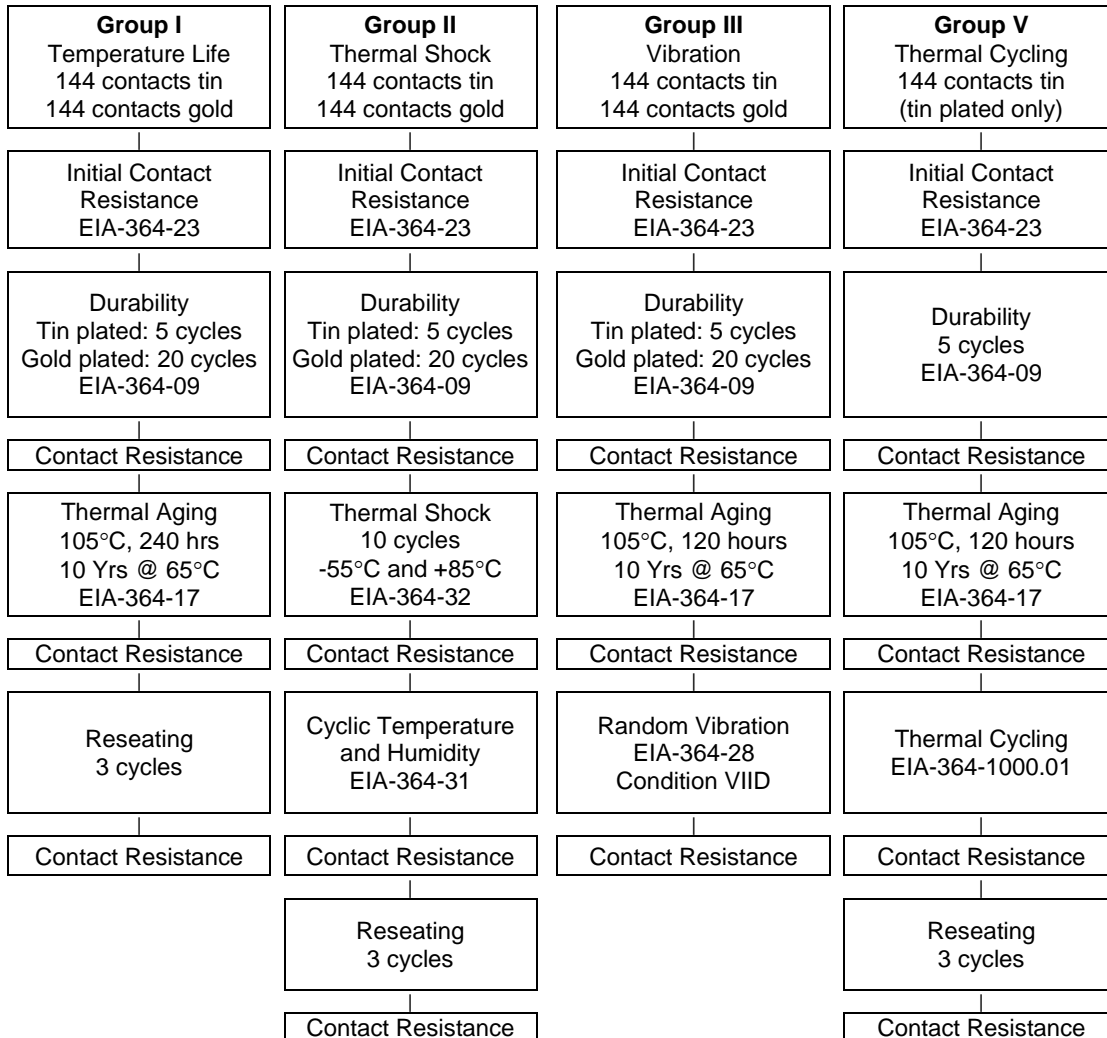 Group I
Temperature Life
144 contacts tin
144 contacts gold
Initial Contact
Resistance
EIA-364-23
Durability
Tin plated: 5 cycles
Gold plated: 20 cycles
EIA-364-09
Contact Resistance
Thermal Aging
105°C, 240 hrs
10 Yrs @ 65°C
EIA-364-17
Contact Resistance
Reseating
3 cycles
Contact Resistance
Group II
Thermal Shock
144 contacts tin
144 contacts gold
Initial Contact
Resistance
EIA-364-23
Durability
Tin plated: 5 cycles
Gold plated: 20 cycles
EIA-364-09
Contact Resistance
Thermal Shock
10 cycles
-55°C and +85°C
EIA-364-32
Contact Resistance
Cyclic Temperature
and Humidity
EIA-364-31
Contact Resistance
Reseating
3 cycles
Contact Resistance
Group III
Vibration
144 contacts tin
144 contacts gold
Initial Contact
Resistance
EIA-364-23
Durability
Tin plated: 5 cycles
Gold plated: 20 cycles
EIA-364-09
Contact Resistance
Thermal Aging
105°C, 120 hours
10 Yrs @ 65°C
EIA-364-17
Contact Resistance
Random Vibration
EIA-364-28
Condition VIID
Contact Resistance
Group V
Thermal Cycling
144 contacts tin
(tin plated only)
Initial Contact
Resistance
EIA-364-23
Durability
5 cycles
EIA-364-09
Contact Resistance
Thermal Aging
105°C, 120 hours
10 Yrs @ 65°C
EIA-364-17
Contact Resistance
Thermal Cycling
EIA-364-1000.01
Contact Resistance
Reseating
3 cycles
Contact Resistance